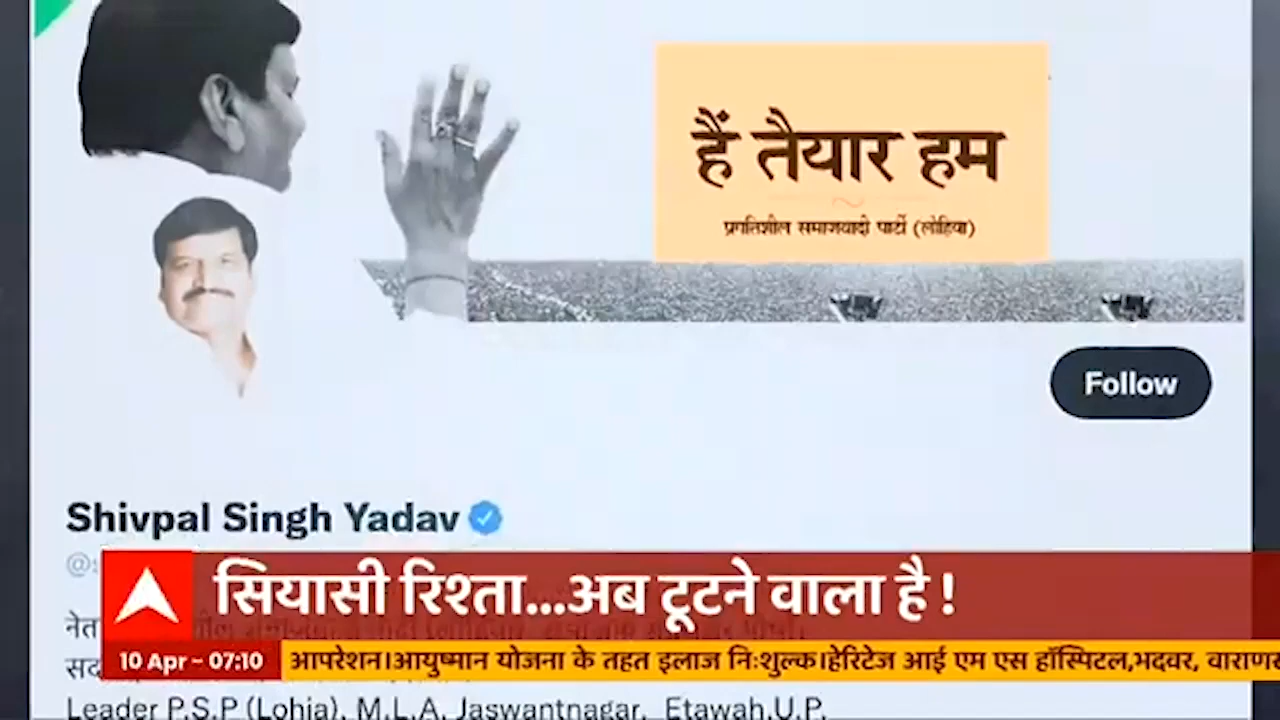 हैं तैयार हम
प्रगतिशील समाजवादी पार्टी (लोहिया)
Follow
Shivpal Singh Yadav
सियासी रिश्ता...अब टूटने वाला है!
10 Apr - 07:10
आपरेशन।आयुष्मान योजना के तहत इलाज निःशुल्क।हेरिटेज आई एम एस हॉस्पिटल,भदवर,
Leader P.S.P (Lohia), M.L.A, Jaswantnagar, Etawah,U.P.